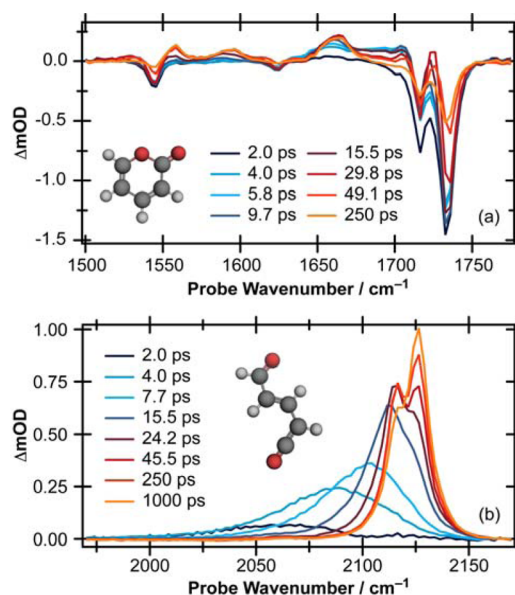 ΔmOD
0.0
-0.5
-1.0
-1.5
2.0 ps
4.0 ps
5.8 ps
9.7 ps
15.5 ps
29.8 ps
49.1 ps
250 ps
(a)
1500 1550 1600 1650 1700 1750
Probe Wavenumber / cm⁻¹
ΔmOD
1.00
0.75
0.50
0.25
0.00
2.0 ps
4.0 ps
7.7 ps
15.5 ps
24.2 ps
45.5 ps
250 ps
1000 ps
(b)
2000 2050 2100 2150
Probe Wavenumber / cm⁻¹